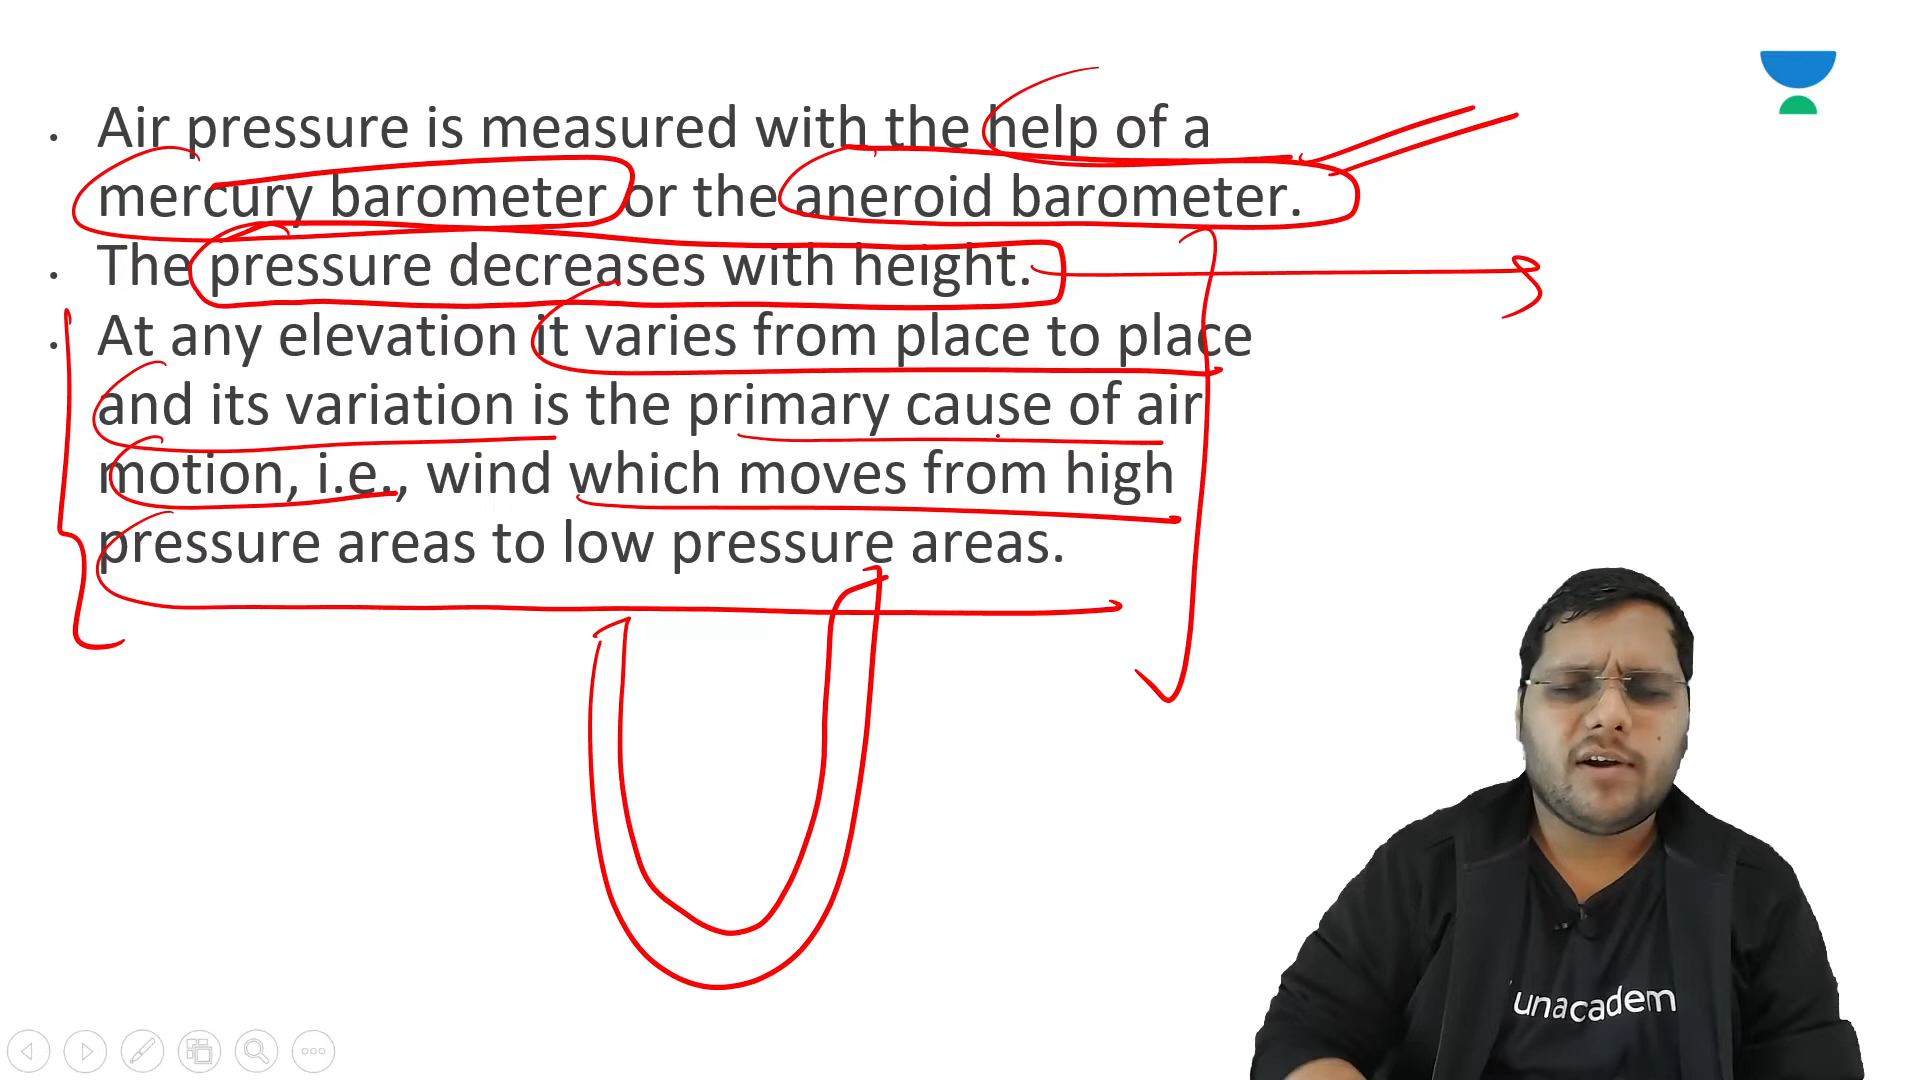 • Air pressure is measured with the help of a
mercury barometer or the aneroid barometer.
• The pressure decreases with height.
• At any elevation it varies from place to place
and its variation is the primary cause of air
motion, i.e., wind which moves from high
pressure areas to low pressure areas.
unacadem